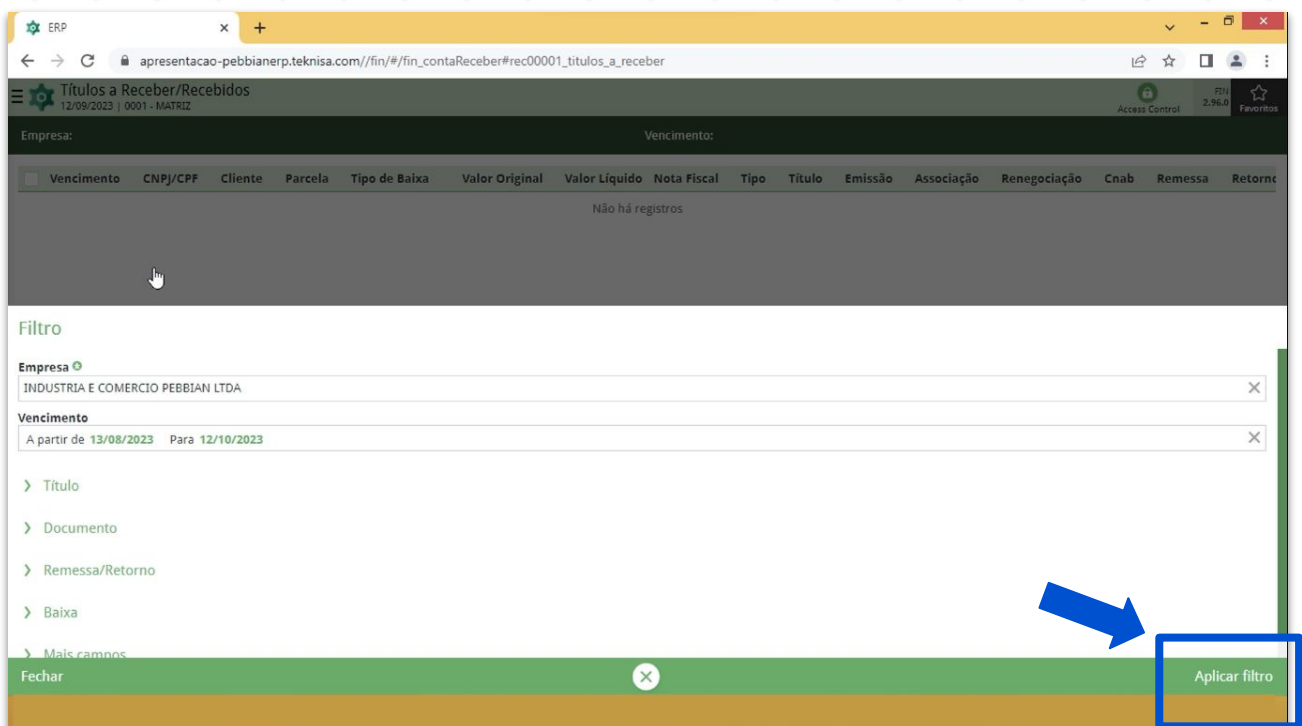 ERP
apresentacao-pebbianerp.teknisa.com//fin/#/fin_contaReceber#rec00001_titulos_a_receber
Títulos a Receber/Recebidos
12/09/2023 | 0001 - MATRIZ
Access Control
FIN
2.96.0
Favoritos
Empresa: Vencimento:
Vencimento CNPJ/CPF Cliente Parcela Tipo de Baixa Valor Original Valor Líquido Nota Fiscal Tipo Título Emissão Associação Renegociação Cnab Remessa Retorno
Não há registros
Filtro
Empresa
INDUSTRIA E COMERCIO PEBBIAN LTDA
Vencimento
A partir de 13/08/2023 Para 12/10/2023
Título
Documento
Remessa/Retorno
Baixa
Mais campos
Fechar Aplicar filtro